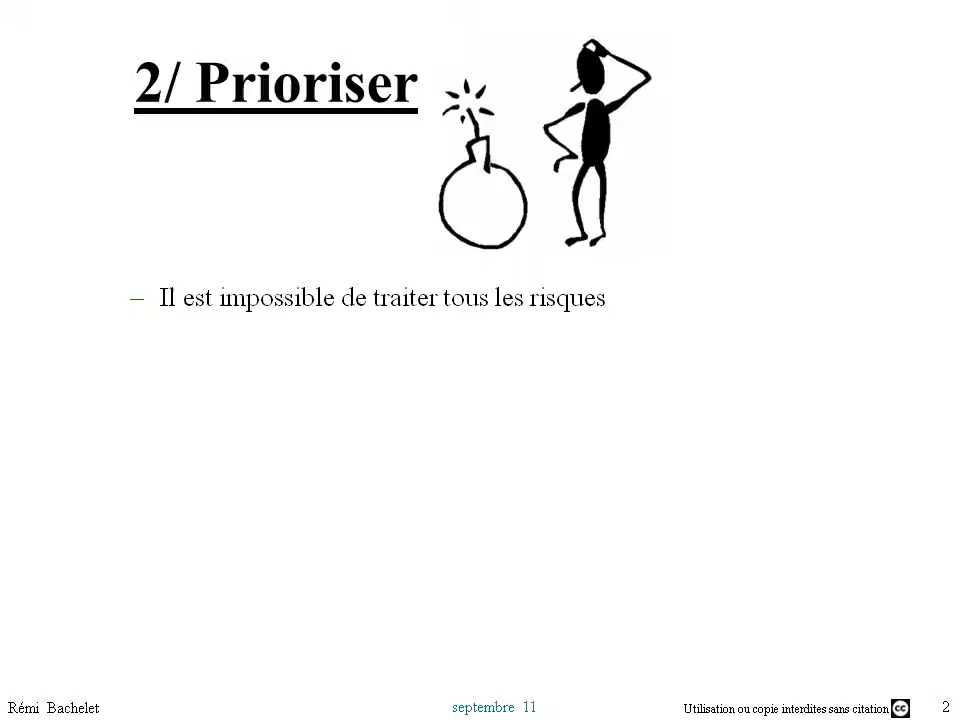 2/ Prioriser
– Il est impossible de traiter tous les risques
Rémi Bachelet septembre 11 Utilisation ou copie interdites sans citation cc 2